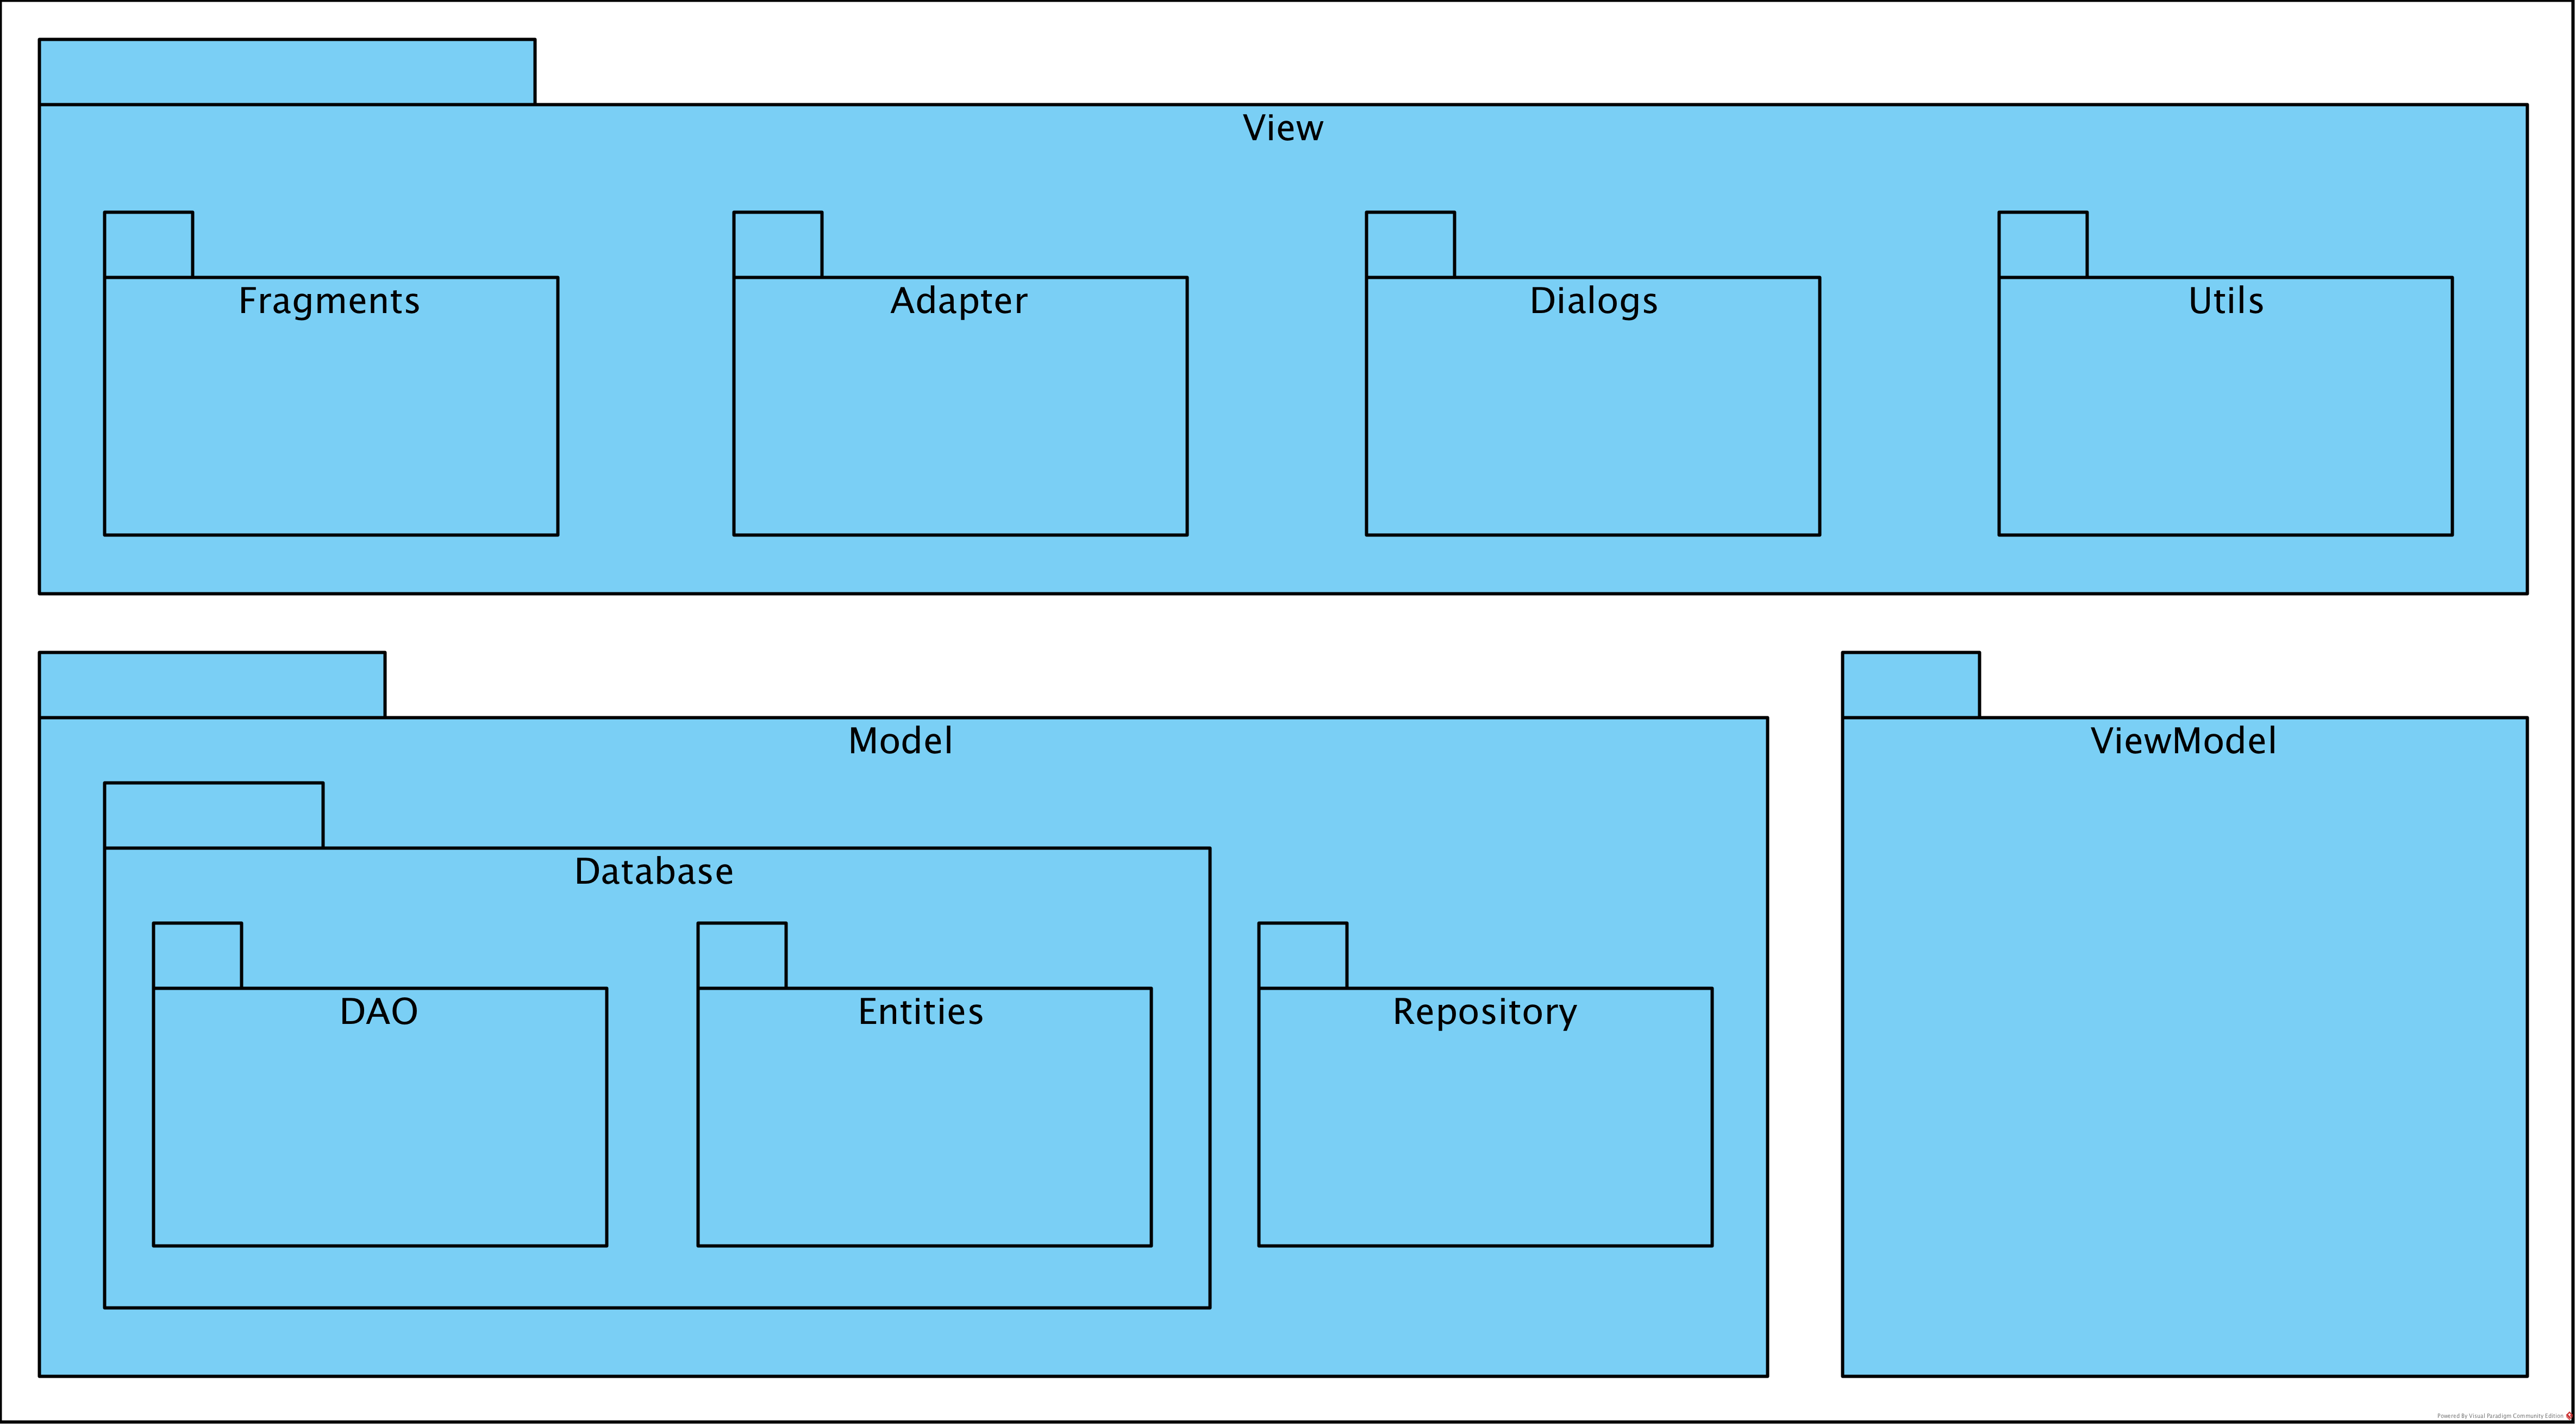 View
Fragments
Adapter
Dialogs
Utils
Model
ViewModel
Database
DAO
Entities
Repository
Powered By Visual Paradigm Community Edition